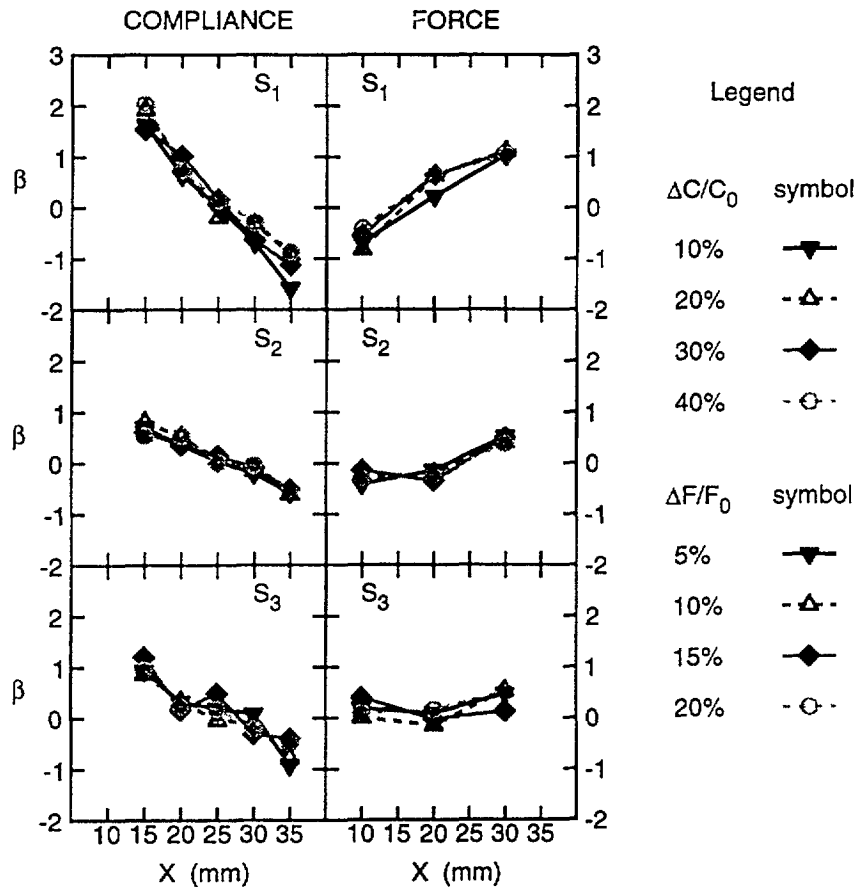 COMPLIANCE FORCE
3 3
S1 S1
2 2
1 1
β
0 0
-1 -1
-2 -2
S2 S2
1 1
β
0 0
-1 -1
-2 -2
S3 S3
2 2
1 1
β
0 0
-1 -1
-2 -2
10 15 20 25 30 35 10 15 20 25 30 35
X (mm) X (mm)
Legend
ΔC/C0 symbol
10%
20%
30%
40%
ΔF/F0 symbol
5%
10%
15%
20%